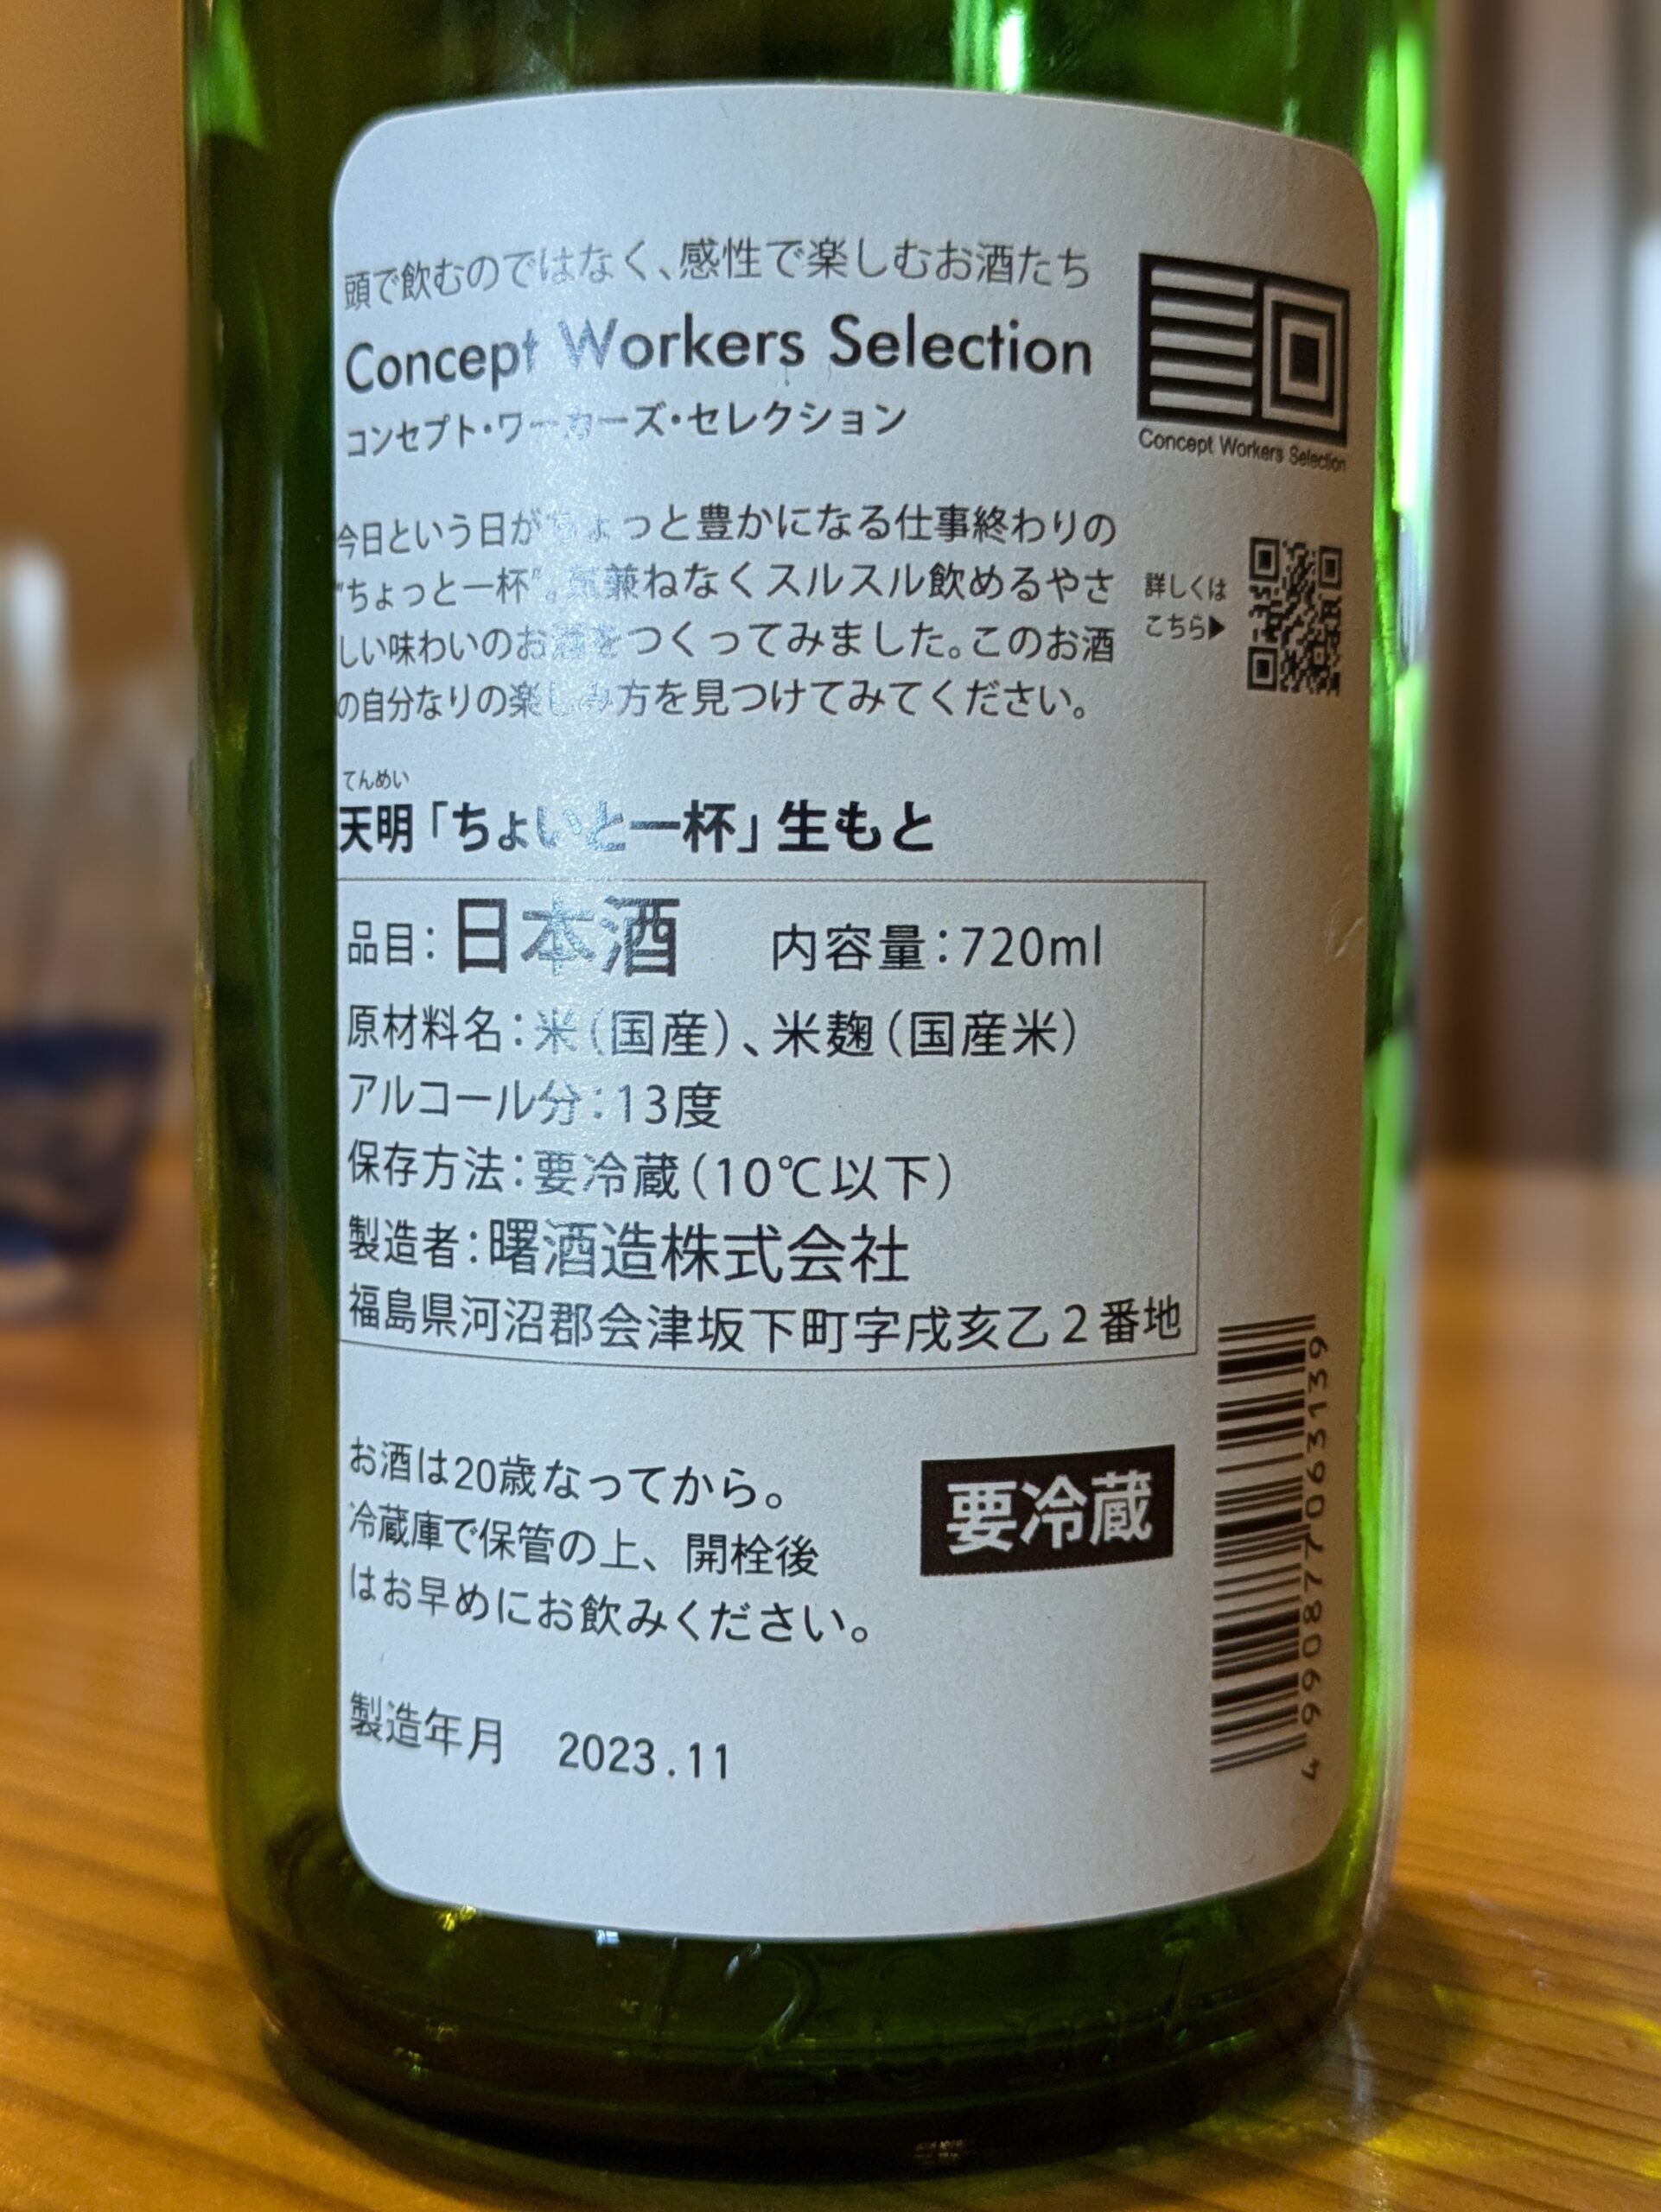 頭で飲むのではなく、感性で楽しむお酒たち
Concept Workers Selection
コンセプト・ワーカーズ・セレクション
Concept Workers Selection
今日という日がちょっと豊かになる仕事終わりの
“ちょっと一杯”。気兼ねなくスルスル飲めるやさ
しい味わいのお酒をつくってみました。このお酒
の自分なりの楽しみ方を見つけてみてください。
詳しくは
こちら▶
てんめい
天明「ちょいと一杯」生もと
品目：日本酒 内容量：720ml
原材料名：米（国産）、米麹（国産米）
アルコール分：13度
保存方法：要冷蔵（10℃以下）
製造者：曙酒造株式会社
福島県河沼郡会津坂下町字戌亥乙2番地
お酒は20歳なってから。
冷蔵庫で保管の上、開栓後
はお早めにお飲みください。
要冷蔵
製造年月 2023.11
4990877063139